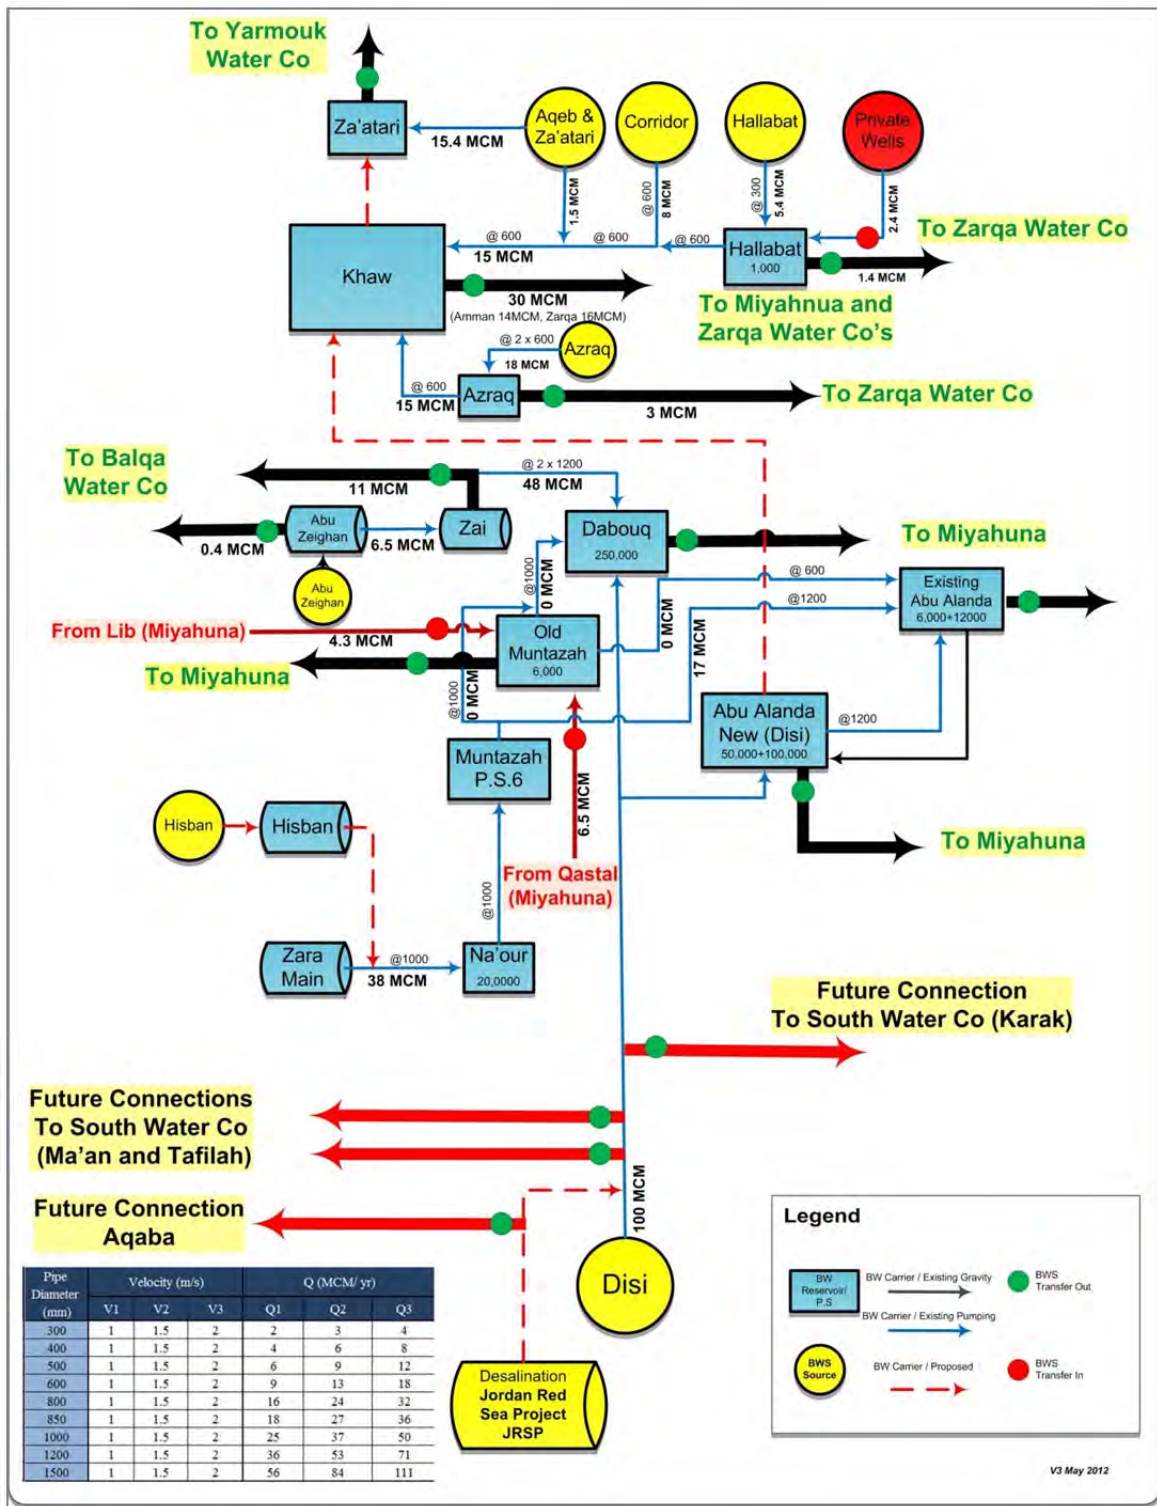 To Yarmouk
Water Co
Za'atari
15.4 MCM
Aqeb &
Za'atari
Corridor
Hallabat
Private
Wells
1.5 MCM
@ 600
8 MCM
@ 300
5.4 MCM
2.4 MCM
Khaw
@ 600
15 MCM
@ 600
@ 600
Hallabat
1,000
To Zarqa Water Co
1.4 MCM
30 MCM
(Amman 14MCM, Zarqa 16MCM)
To Miyahnua and
Zarqa Water Co's
@ 2 x 600
18 MCM
Azraq
@ 600
15 MCM
Azraq
3 MCM
To Zarqa Water Co
To Balqa
Water Co
11 MCM
@ 2 x 1200
48 MCM
Abu
Zeighan
0.4 MCM
6.5 MCM
Zai
Dabouq
250,000
To Miyahuna
Abu
Zeighan
@1000
0 MCM
@ 600
@1200
Existing
Abu Alanda
6,000+12000
From Lib (Miyahuna)
4.3 MCM
Old
Muntazah
6,000
0 MCM
17 MCM
To Miyahuna
@1000
0 MCM
Abu Alanda
New (Disi)
50,000+100,000
@1200
Muntazah
P.S.6
6.5 MCM
Hisban
Hisban
To Miyahuna
From Qastal
(Miyahuna)
@1000
Zara
Main
@1000
38 MCM
Na'our
20,0000
Future Connection
To South Water Co (Karak)
Future Connections
To South Water Co
(Ma'an and Tafilah)
100 MCM
Future Connection
Aqaba
Disi
Desalination
Jordan Red
Sea Project
JRSP
Pipe Diameter (mm) Velocity (m/s) Q (MCM/ yr)
V1 V2 V3 Q1 Q2 Q3
300 1 1.5 2 2 3 4
400 1 1.5 2 4 6 8
500 1 1.5 2 6 9 12
600 1 1.5 2 9 13 18
800 1 1.5 2 16 24 32
850 1 1.5 2 18 27 36
1000 1 1.5 2 25 37 50
1200 1 1.5 2 36 53 71
1500 1 1.5 2 56 84 111
Legend
BW
Reservoir/
P.S
BW Carrier / Existing Gravity
BWS
Transfer Out
BW Carrier / Existing Pumping
BWS
Source
BW Carrier / Proposed
BWS
Transfer In
V3 May 2012